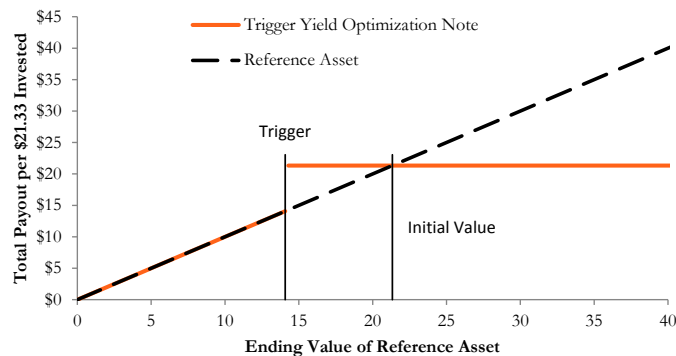 $45
$40
$35
$30
$25
$20
$15
$10
$5
$0
Total Payout per $21.33 Invested
Trigger Yield Optimization Note
Reference Asset
Trigger
Initial Value
0 5 10 15 20 25 30 35 40
Ending Value of Reference Asset